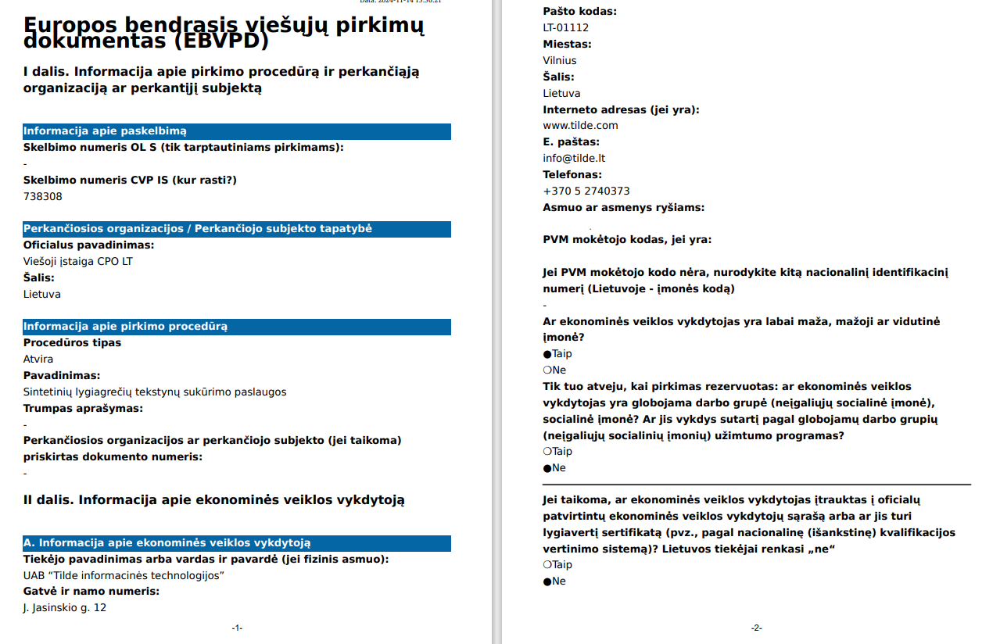 Data: 2024-11-14 15:36:21
Europos bendrasis viešųjų pirkimų
dokumentas (EBVPD)
I dalis. Informacija apie pirkimo procedūrą ir perkančiąją
organizaciją ar perkantįjį subjektą
Informacija apie paskelbimą
Skelbimo numeris OL S (tik tarptautiniams pirkimams):
-
Skelbimo numeris CVP IS (kur rasti?)
738308
Perkančiosios organizacijos / Perkančiojo subjekto tapatybė
Oficialus pavadinimas:
Viešoji įstaiga CPO LT
Šalis:
Lietuva
Informacija apie pirkimo procedūrą
Procedūros tipas
Atvira
Pavadinimas:
Sintetinių lygiagrečių tekstynų sukūrimo paslaugos
Trumpas aprašymas:
-
Perkančiosios organizacijos ar perkančiojo subjekto (jei taikoma)
priskirtas dokumento numeris:
-
II dalis. Informacija apie ekonominės veiklos vykdytoją
A. Informacija apie ekonominės veiklos vykdytoją
Tiekėjo pavadinimas arba vardas ir pavardė (jei fizinis asmuo):
UAB “Tilde informacinės technologijos”
Gatvė ir namo numeris:
J. Jasinskio g. 12
-1-
Pašto kodas:
LT-01112
Miestas:
Vilnius
Šalis:
Lietuva
Interneto adresas (jei yra):
www.tilde.com
E. paštas:
info@tilde.lt
Telefonas:
+370 5 2740373
Asmuo ar asmenys ryšiams:
PVM mokėtojo kodas, jei yra:
Jei PVM mokėtojo kodo nėra, nurodykite kitą nacionalinį identifikacinį
numerį (Lietuvoje - įmonės kodą)
-
Ar ekonominės veiklos vykdytojas yra labai maža, mažoji ar vidutinė
įmonė?
●Taip
❍Ne
Tik tuo atveju, kai pirkimas rezervuotas: ar ekonominės veiklos
vykdytojas yra globojama darbo grupė (neįgaliųjų socialinė įmonė),
socialinė įmonė? Ar jis vykdys sutartį pagal globojamų darbo grupių
(neįgaliųjų socialinių įmonių) užimtumo programas?
❍Taip
●Ne
Jei taikoma, ar ekonominės veiklos vykdytojas įtrauktas į oficialų
patvirtintų ekonominės veiklos vykdytojų sąrašą arba ar jis turi
lygiavertį sertifikatą (pvz., pagal nacionalinę (išankstinę) kvalifikacijos
vertinimo sistemą)? Lietuvos tiekėjai renkasi „ne“
❍Taip
●Ne
-2-